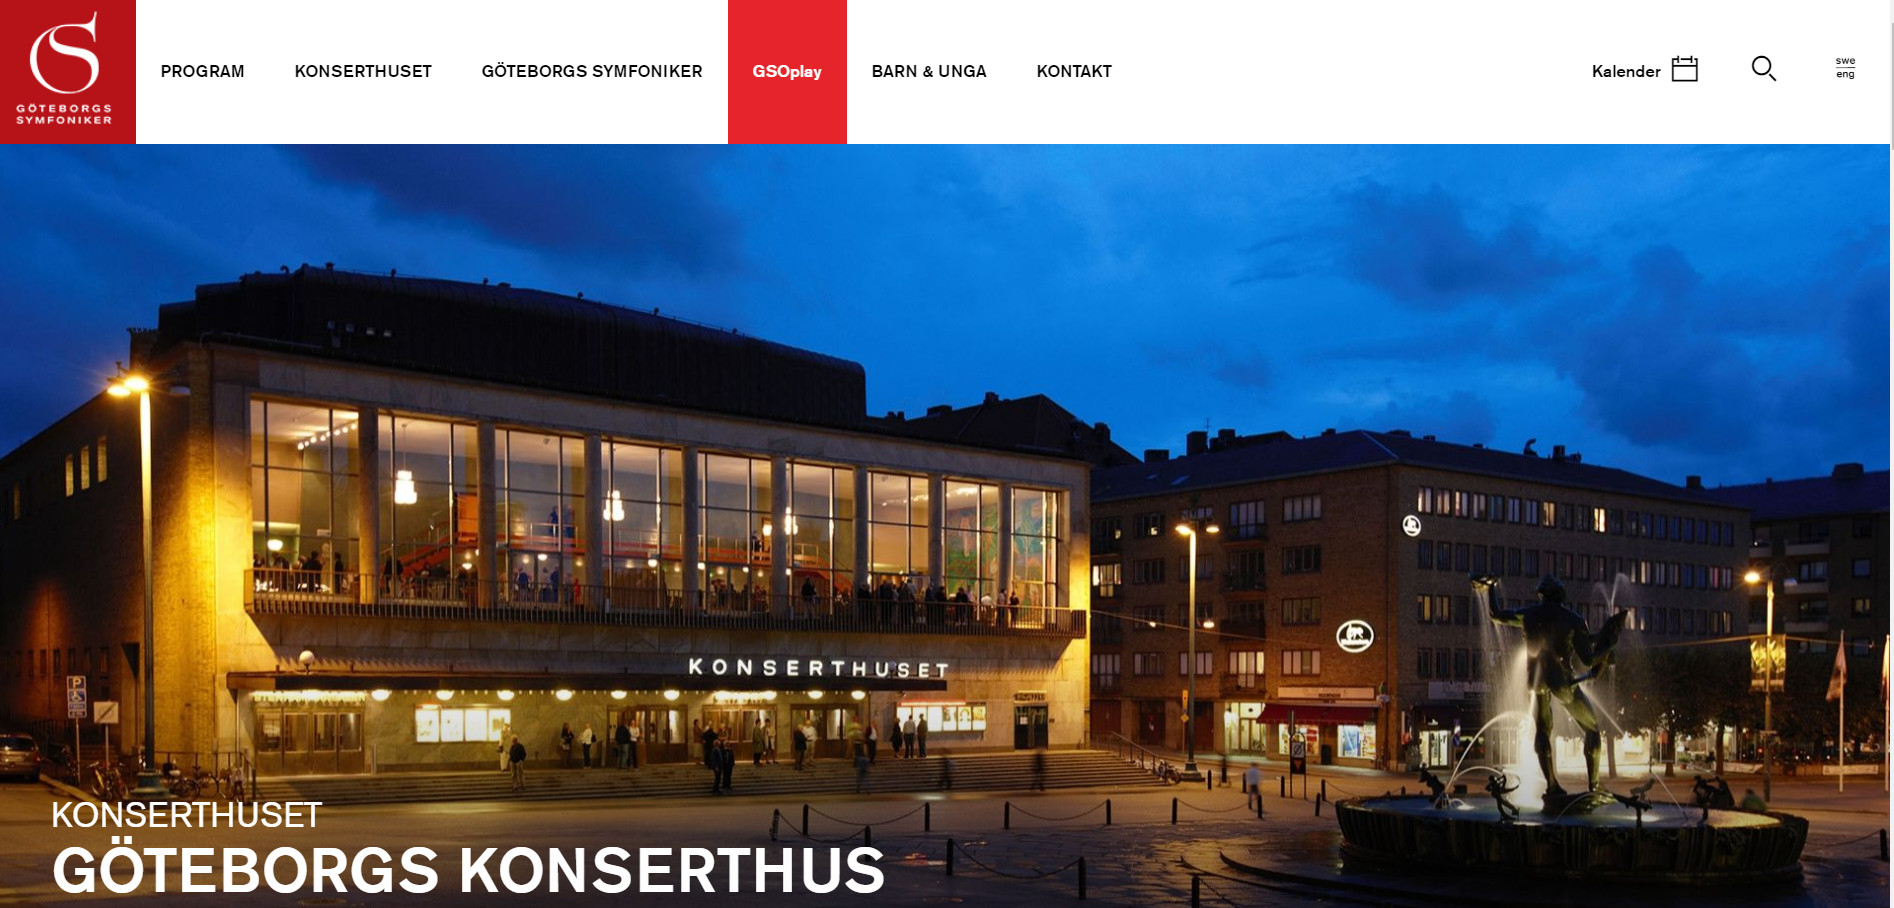 GÖTEBORGS
SYMFONIKER
PROGRAM
KONSERTHUSET
GÖTEBORGS SYMFONIKER
GSOplay
BARN & UNGA
KONTAKT
Kalender
swe
eng
KONSERTHUSET
P
KONSERTHUSET
GÖTEBORGS KONSERTHUS